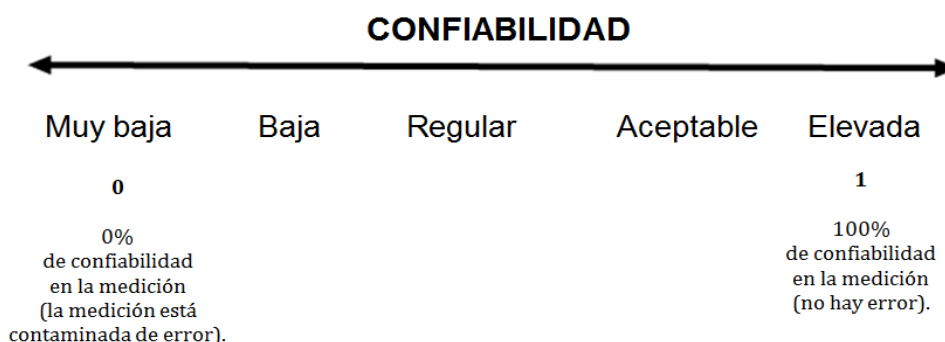 CONFIABILIDAD
Muy baja Baja Regular Aceptable Elevada
0
0%
de confiabilidad
en la medición
(la medición está
contaminada de error).
1
100%
de confiabilidad
en la medición
(no hay error).